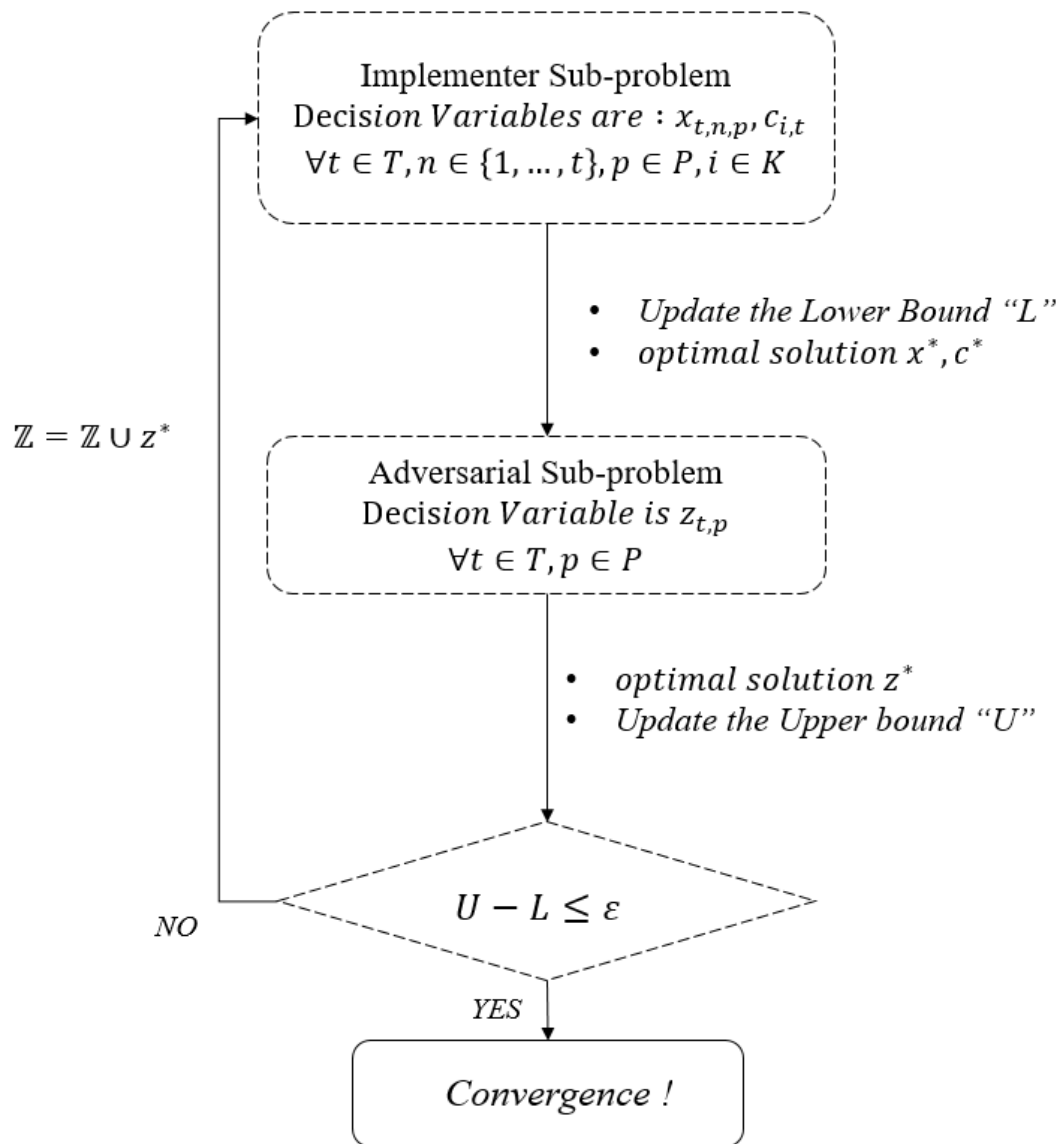 Implementer Sub-problem
Decision Variables are : x_{t,n,p}, c_{i,t}
∀t ∈ T, n ∈ {1, ..., t}, p ∈ P, i ∈ K
• Update the Lower Bound “L”
• optimal solution x*, c*
ℤ = ℤ ∪ z*
Adversarial Sub-problem
Decision Variable is z_{t,p}
∀t ∈ T, p ∈ P
• optimal solution z*
• Update the Upper bound “U”
U − L ≤ ε
NO
YES
Convergence !